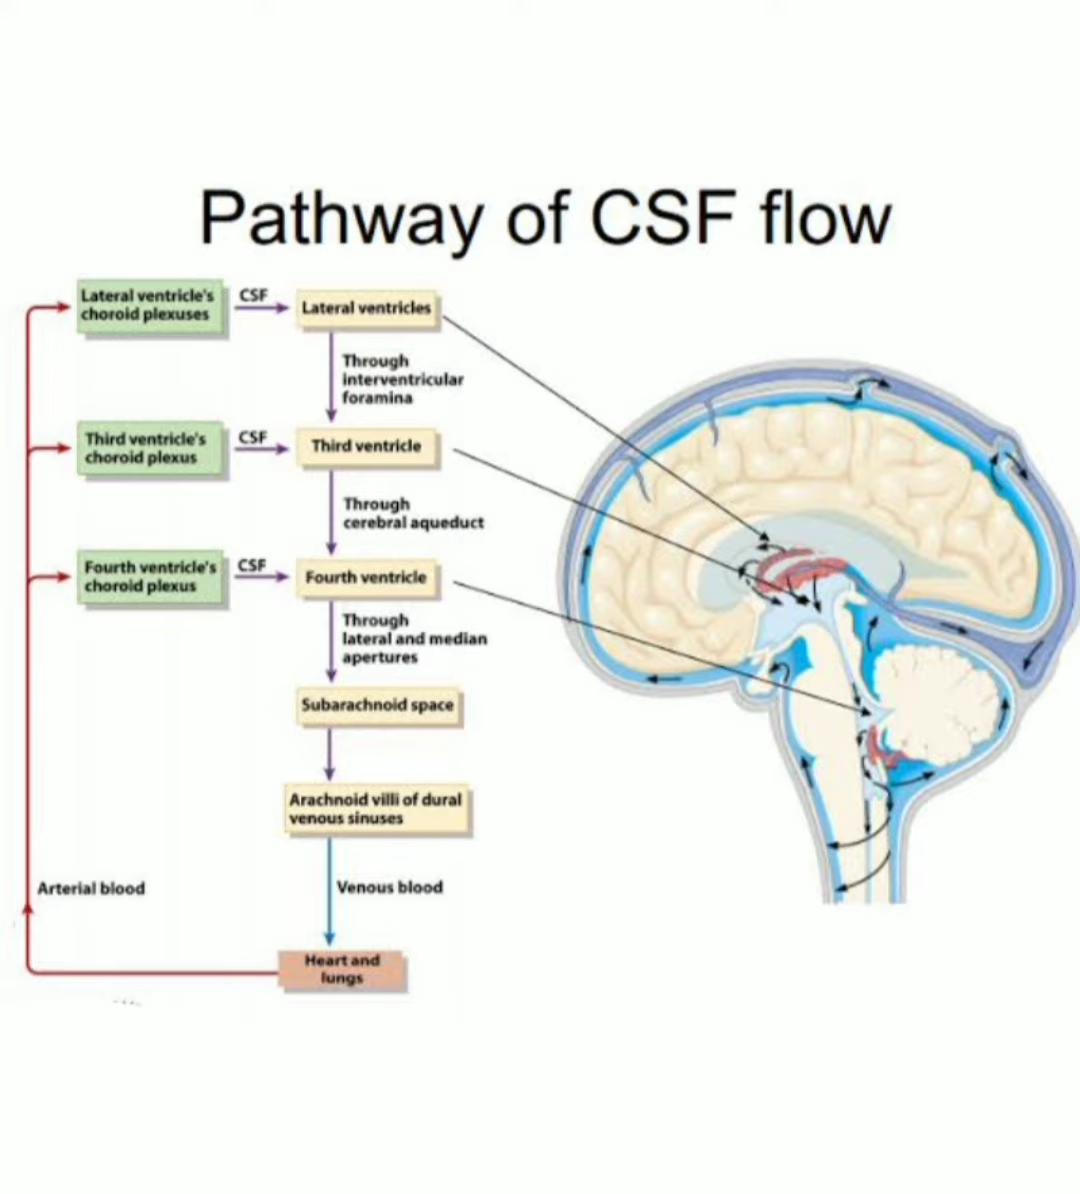 Pathway of CSF flow
Lateral ventricle's
choroid plexuses
CSF
Lateral ventricles
Through
interventricular
foramina
Third ventricle's
choroid plexus
CSF
Third ventricle
Through
cerebral aqueduct
Fourth ventricle's
choroid plexus
CSF
Fourth ventricle
Through
lateral and median
apertures
Subarachnoid space
Arachnoid villi of dural
venous sinuses
Arterial blood
Venous blood
Heart and
lungs